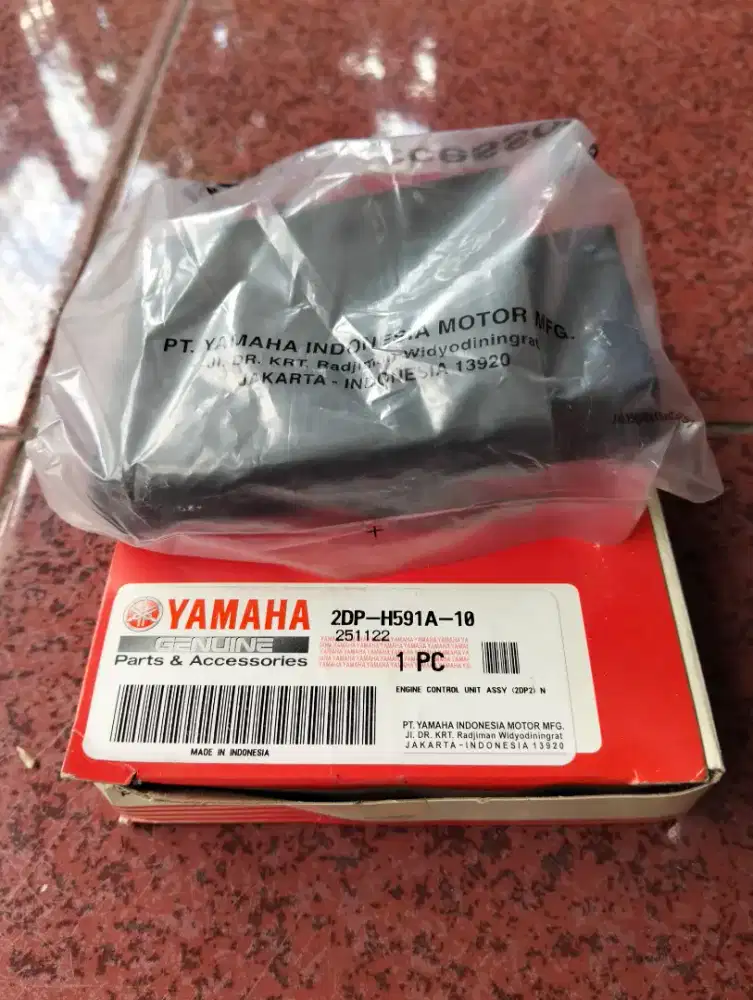 PT. YAMAHA INDONESIA MOTOR MFG.
Jl. DR. KRT. Radjiman Widyodiningrat
JAKARTA - INDONESIA 13920
YAMAHA
GENUINE
Parts & Accessories
2DP-H591A-10
251122
1 PC
ENGINE CONTROL UNIT ASSY (2DP2) N
MADE IN INDONESIA
PT. YAMAHA INDONESIA MOTOR MFG.
Jl. DR. KRT. Radjiman Widyodiningrat
JAKARTA - INDONESIA 13920